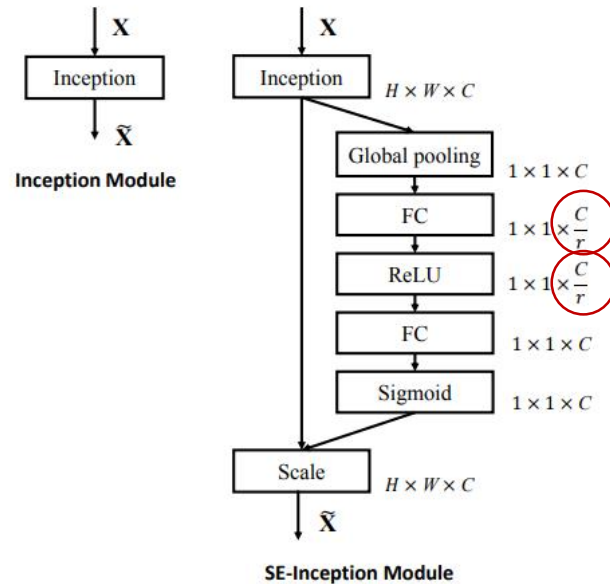 X
Inception
X̃
Inception Module
X
Inception
H × W × C
Global pooling
1 × 1 × C
FC
1 × 1 × C/r
ReLU
1 × 1 × C/r
FC
1 × 1 × C
Sigmoid
1 × 1 × C
Scale
H × W × C
X̃
SE-Inception Module